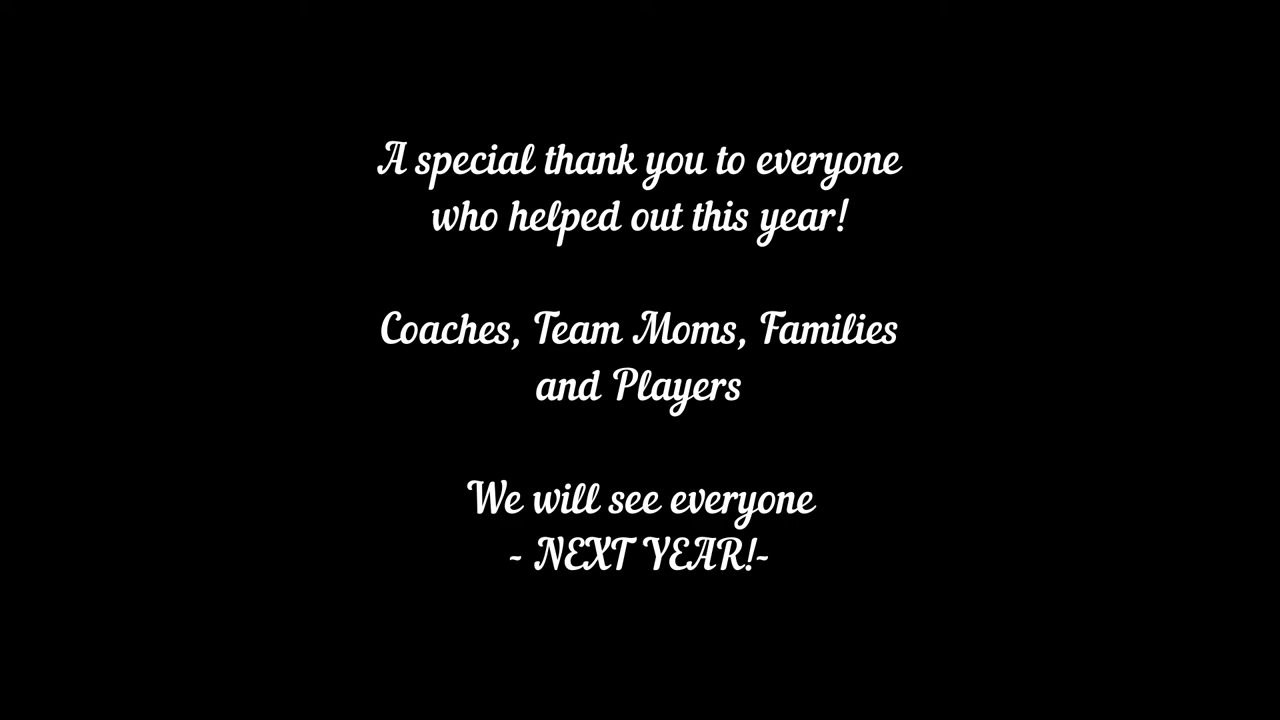 A special thank you to everyone
who helped out this year!
Coaches, Team Moms, Families
and Players
We will see everyone
- NEXT YEAR!-